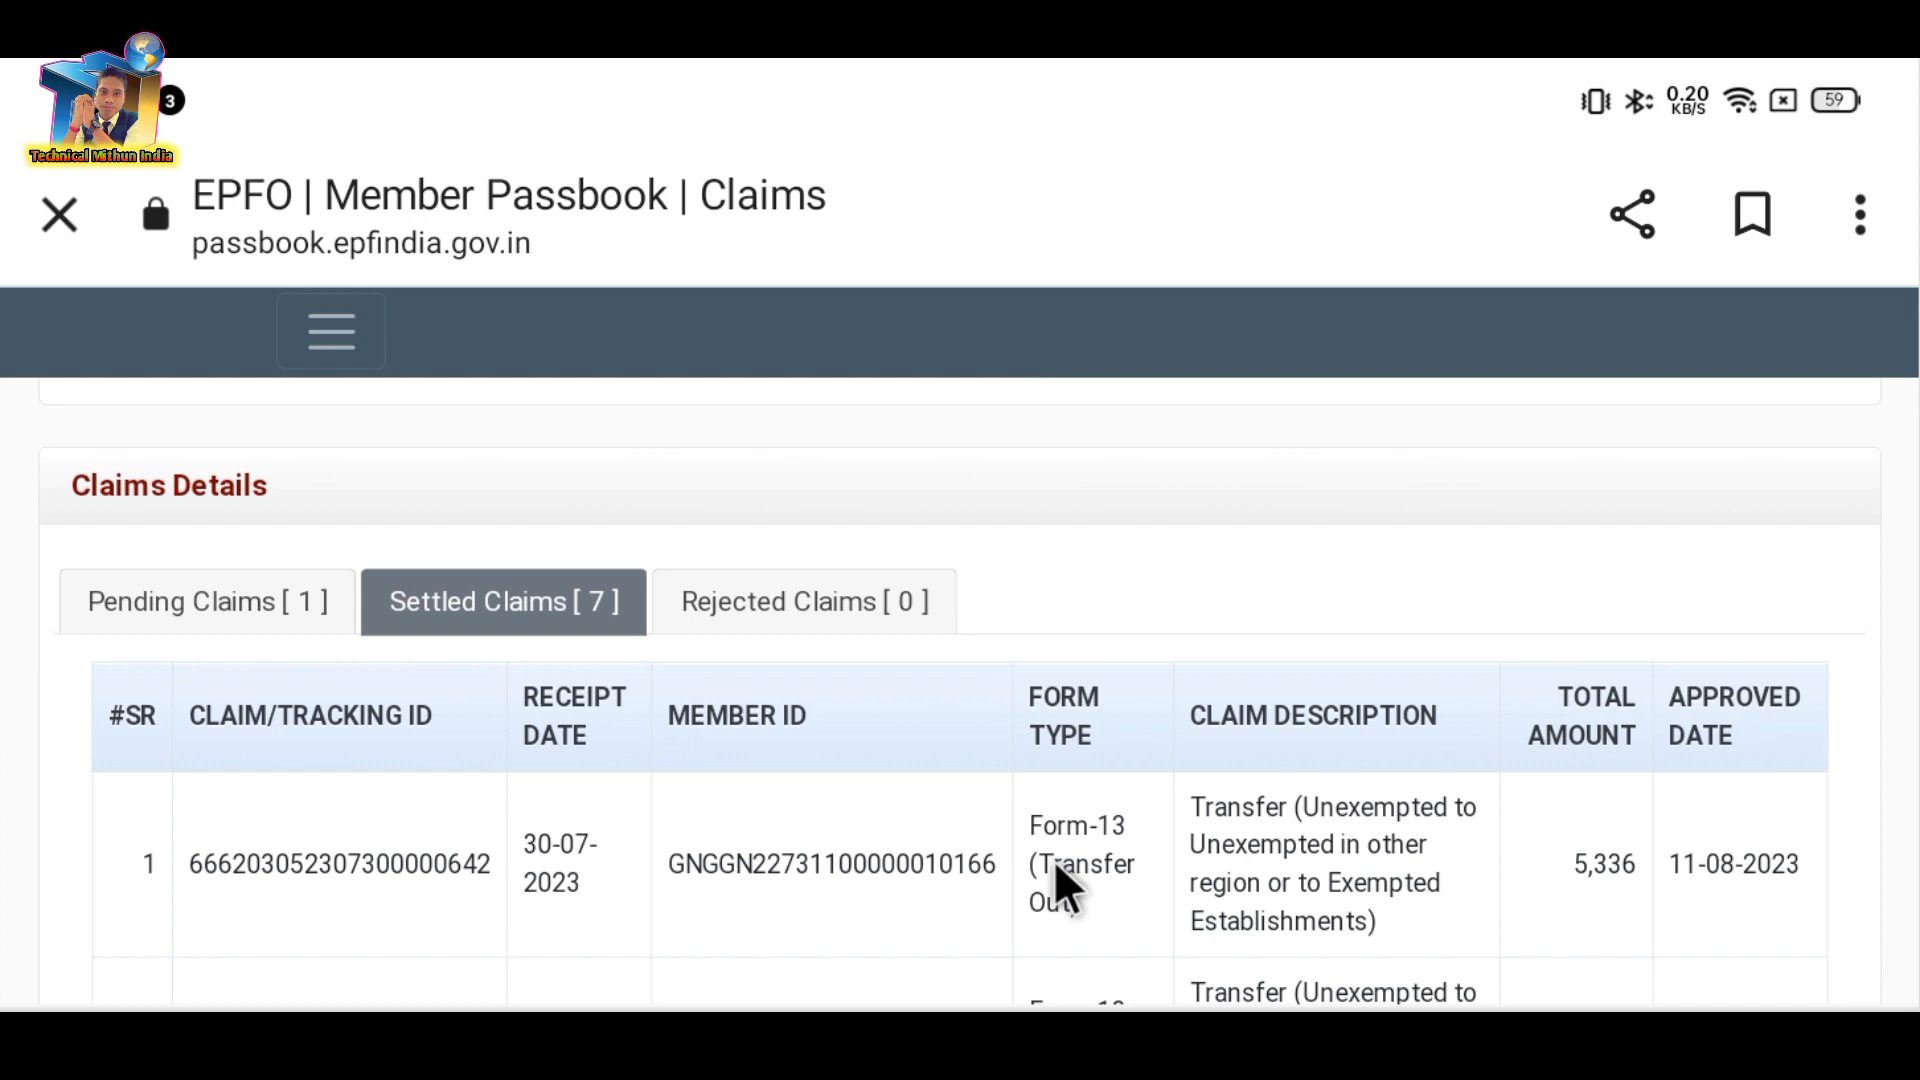 3
0.20
KB/S
59
Technical Mithun India
EPFO | Member Passbook | Claims
passbook.epfindia.gov.in
Claims Details
Pending Claims [ 1 ]
Settled Claims [ 7 ]
Rejected Claims [ 0 ]
#SR
CLAIM/TRACKING ID
RECEIPT
DATE
MEMBER ID
FORM
TYPE
CLAIM DESCRIPTION
TOTAL
AMOUNT
APPROVED
DATE
1
666203052307300000642
30-07-
2023
GNGGN22731100000010166
Form-13
(Transfer
Transfer (Unexempted to
Unexempted in other
region or to Exempted
Establishments)
5,336
11-08-2023
Transfer (Unexempted to